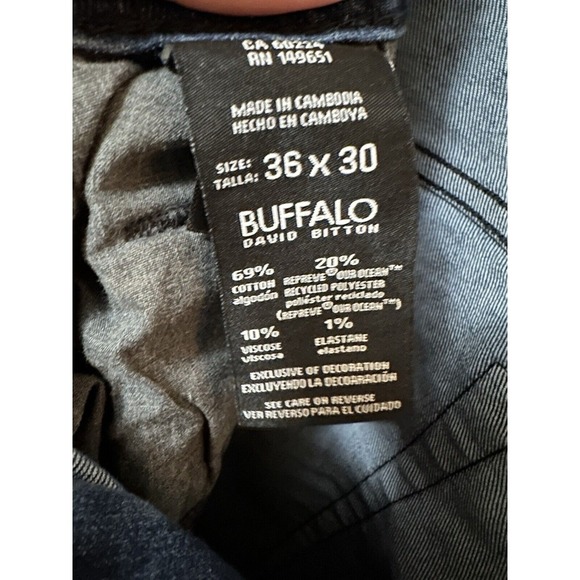 CA 60224
RN 149651
MADE IN CAMBODIA
HECHO EN CAMBOYA
SIZE: TALLA: 36 x 30
BUFFALO
DAVID BITTON
69% COTTON algodón
20% REPREVE® OUR OCEAN™ RECYCLED POLYESTER poliéster reciclado (REPREVE® OUR OCEAN™)
10% VISCOSE viscosa
1% ELASTANE elastano
EXCLUSIVE OF DECORATION
EXCLUYENDO LA DECORACIÓN
SEE CARE ON REVERSE
VER REVERSO PARA EL CUIDADO